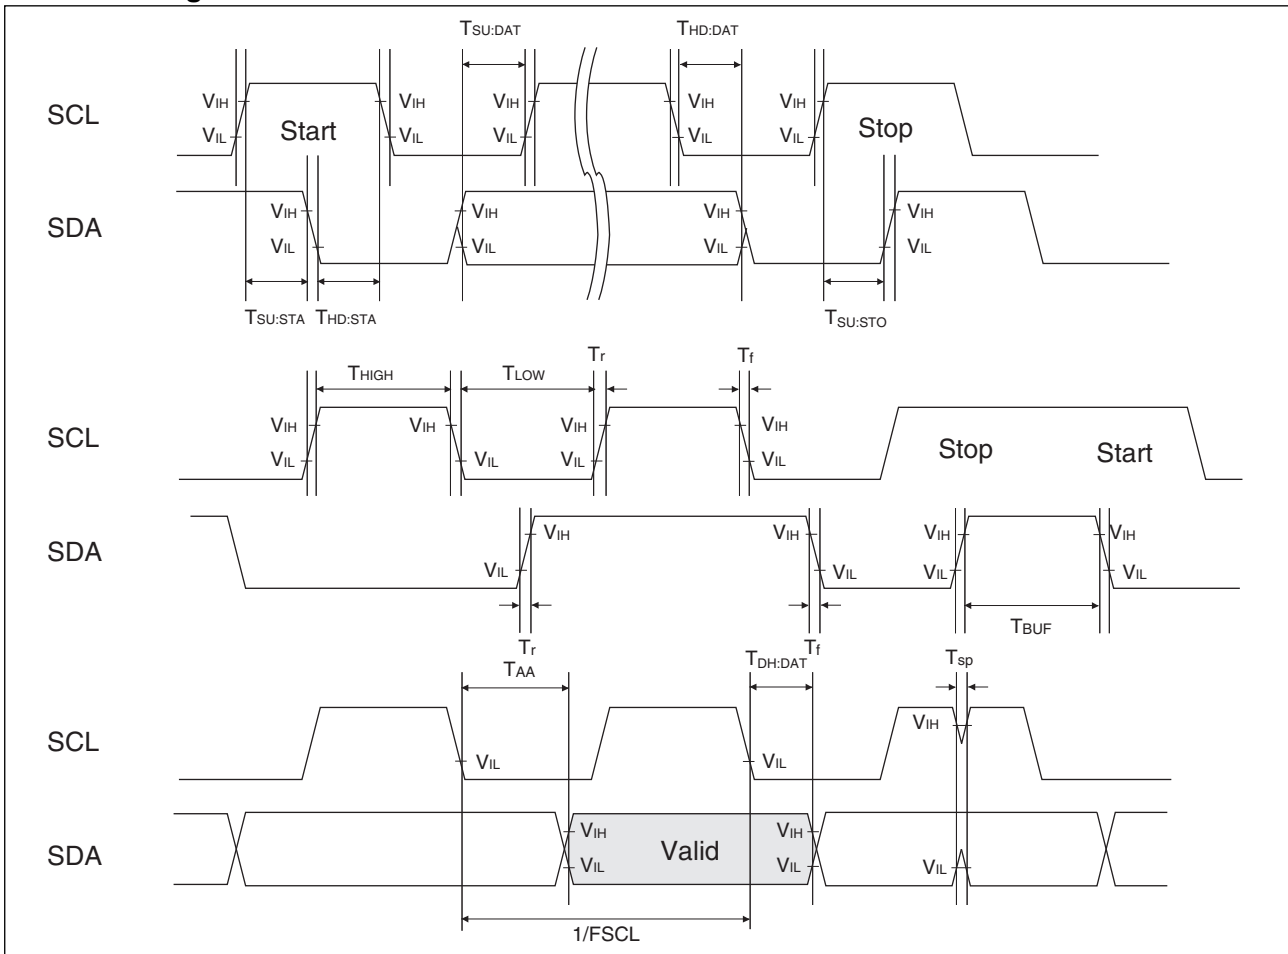 TSU:DAT THD:DAT
SCL VIH VIH VIH VIH VIH
Start Stop
VIL VIL VIL VIL VIL
SDA VIH VIH VIH VIH
VIL VIL VIL VIL
TSU:STA THD:STA TSU:STO
Tr Tf
THIGH TLOW
SCL VIH VIH VIH VIH
Stop Start
VIL VIL VIL VIL
SDA VIH VIH VIH VIH
VIL VIL VIL VIL
TBUF
Tr Tf
TAA TDH:DAT Tsp
SCL VIH
VIL VIL
SDA VIH VIH
Valid
VIL VIL VIL
1/FSCL